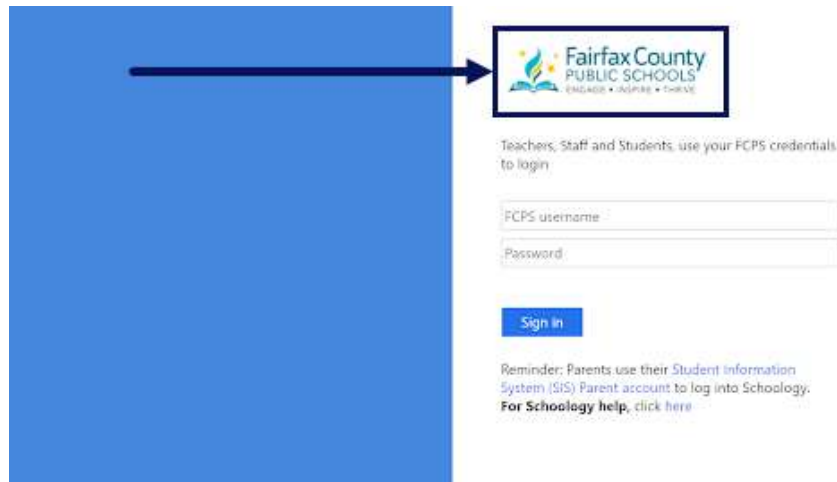 Fairfax County
PUBLIC SCHOOLS
ENGAGE • INSPIRE • THRIVE
Teachers, Staff and Students, use your FCPS credentials
to login
FCPS username
Password
Sign in
Reminder: Parents use their Student Information
System (SIS) Parent account to log into Schoology.
For Schoology help, click here